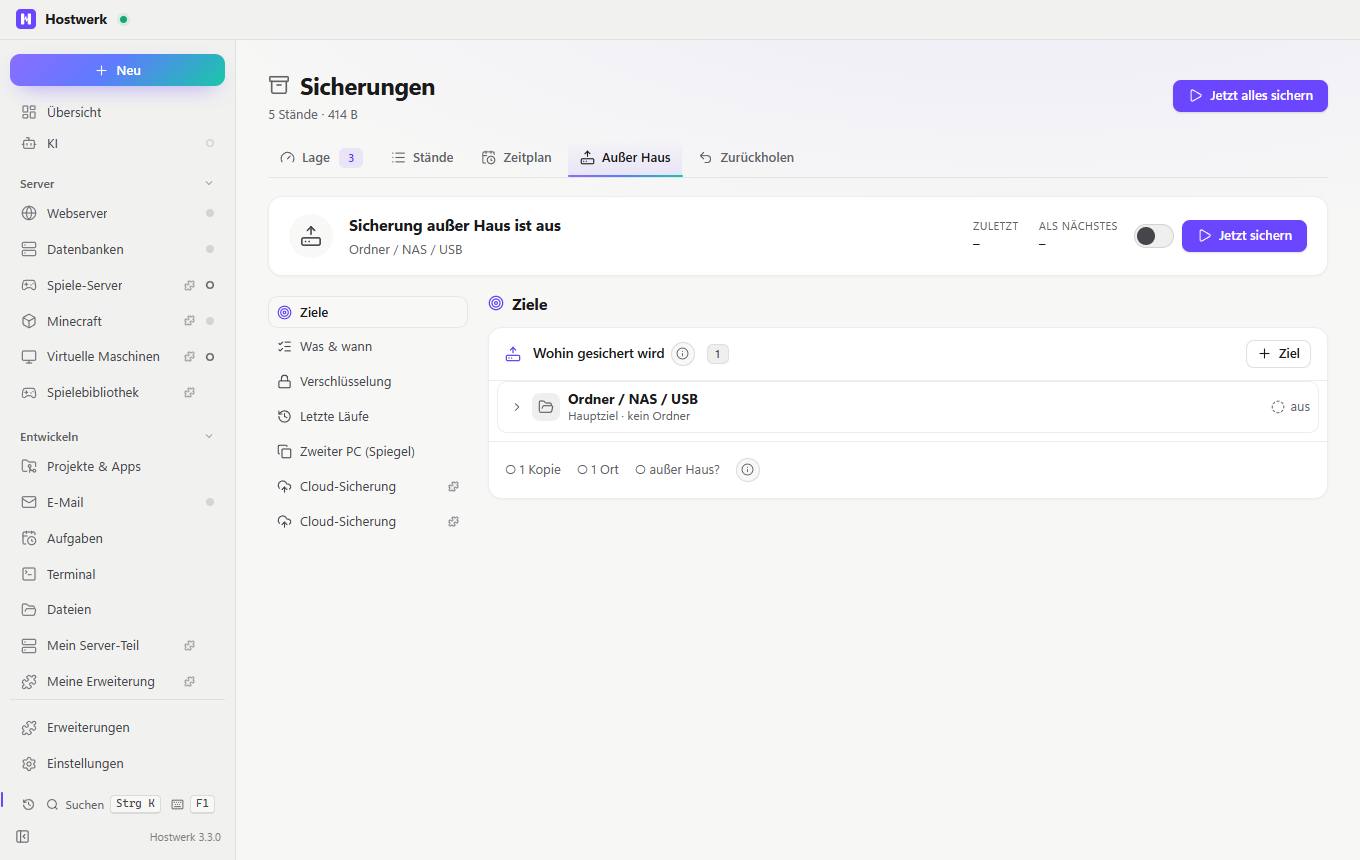 Hostwerk
Neu
Übersicht
KI
Server
Webserver
Datenbanken
Spiele-Server
Minecraft
Virtuelle Maschinen
Spielebibliothek
Entwickeln
Projekte & Apps
E-Mail
Aufgaben
Terminal
Dateien
Mein Server-Teil
Meine Erweiterung
Erweiterungen
Einstellungen
Suchen Strg K F1
Hostwerk 3.3.0
Sicherungen
5 Stände · 414 B
Jetzt alles sichern
Lage 3 Stände Zeitplan Außer Haus Zurückholen
Sicherung außer Haus ist aus
Ordner / NAS / USB
ZULETZT ALS NÄCHSTES
– –
Jetzt sichern
Ziele
Was & wann
Verschlüsselung
Letzte Läufe
Zweiter PC (Spiegel)
Cloud-Sicherung
Cloud-Sicherung
Ziele
Wohin gesichert wird 1 Ziel
Ordner / NAS / USB
Hauptziel · kein Ordner
aus
1 Kopie 1 Ort außer Haus?